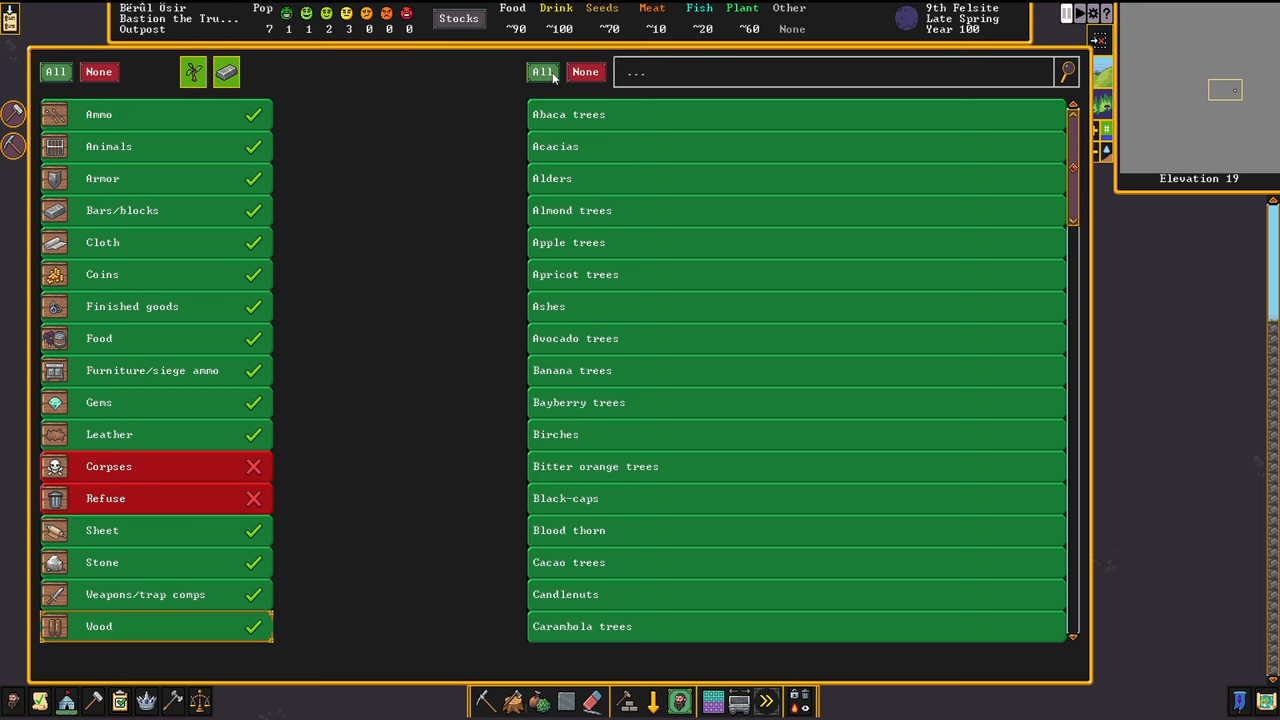 Bērûl Ùsir Pop Stocks Food Drink Seeds Meat Fish Plant Other 9th Felsite
Bastion the Tru... Late Spring
Outpost 7 1 1 2 3 0 0 0 ~90 ~100 ~70 ~10 ~20 ~60 None Year 100
All None All None ...
Ammo
Animals
Armor
Bars/blocks
Cloth
Coins
Finished goods
Food
Furniture/siege ammo
Gems
Leather
Corpses
Refuse
Sheet
Stone
Weapons/trap comps
Wood
Abaca trees
Acacias
Alders
Almond trees
Apple trees
Apricot trees
Ashes
Avocado trees
Banana trees
Bayberry trees
Birches
Bitter orange trees
Black-caps
Blood thorn
Cacao trees
Candlenuts
Carambola trees
Elevation 19